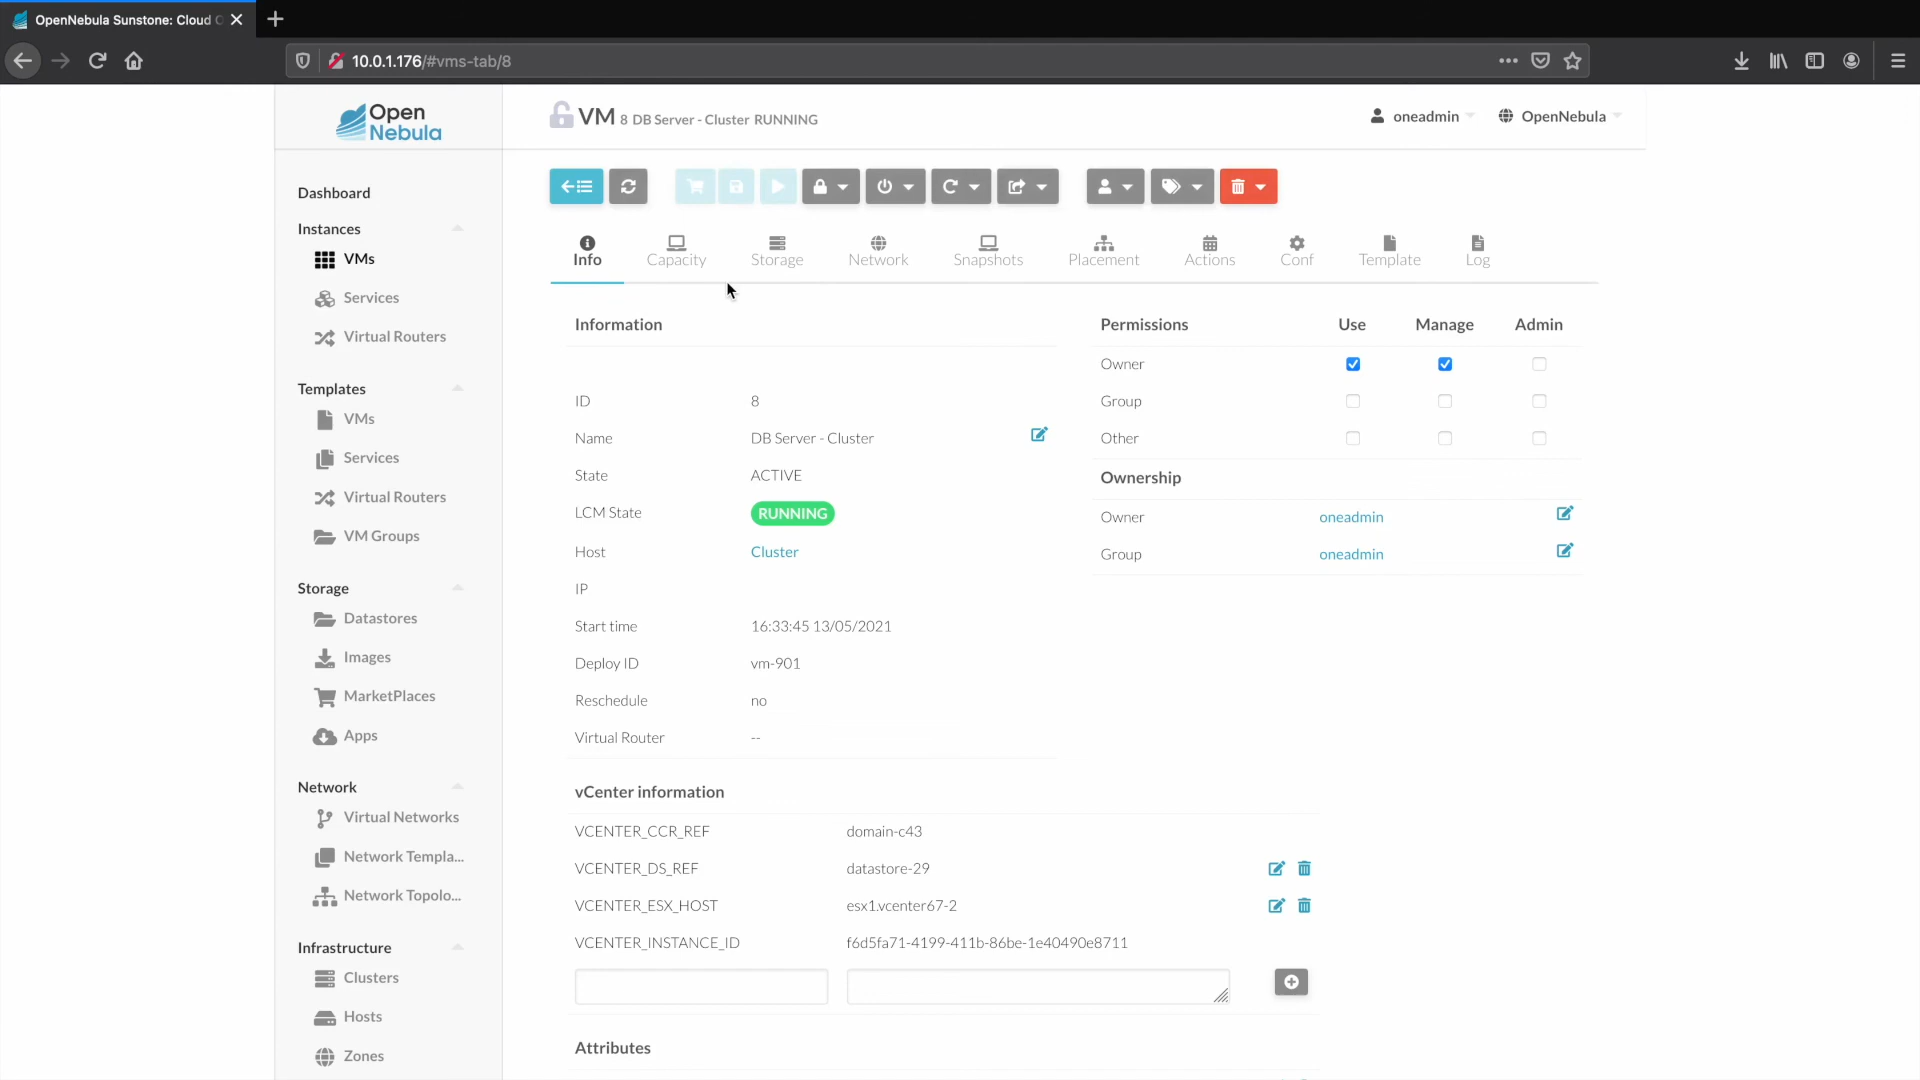 OpenNebula Sunstone: Cloud O
10.0.1.176/#vms-tab/8
Open
Nebula
VM 8 DB Server - Cluster RUNNING
oneadmin
OpenNebula
Dashboard
Instances
VMs
Services
Virtual Routers
Templates
VMs
Services
Virtual Routers
VM Groups
Storage
Datastores
Images
MarketPlaces
Apps
Network
Virtual Networks
Network Templa...
Network Topolo...
Infrastructure
Clusters
Hosts
Zones
Info
Capacity
Storage
Network
Snapshots
Placement
Actions
Conf
Template
Log
Information
ID 8
Name DB Server - Cluster
State ACTIVE
LCM State RUNNING
Host Cluster
IP
Start time 16:33:45 13/05/2021
Deploy ID vm-901
Reschedule no
Virtual Router --
Permissions Use Manage Admin
Owner
Group
Other
Ownership
Owner oneadmin
Group oneadmin
vCenter information
VCENTER_CCR_REF domain-c43
VCENTER_DS_REF datastore-29
VCENTER_ESX_HOST esx1.vcenter67-2
VCENTER_INSTANCE_ID f6d5fa71-4199-411b-86be-1e40490e8711
Attributes